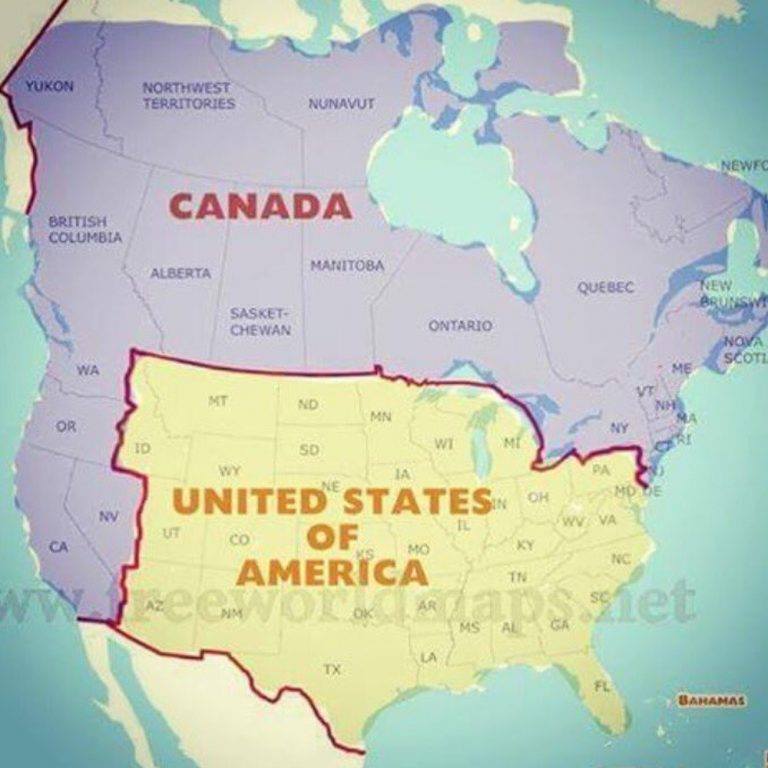 YUKON
NORTHWEST
TERRITORIES
NUNAVUT
NEWFO
CANADA
BRITISH
COLUMBIA
ALBERTA
MANITOBA
SASKET-
CHEWAN
ONTARIO
QUEBEC
NEW
BRUNSWI
NOVA
SCOTI
WA
ME
MT
ND
MN
VT
NH
MA
OR
NY
CT
RI
ID
SD
WI
MI
WY
NE
IA
PA
NJ
UNITED STATES
IN
OH
MD
DE
NV
UT
CO
OF
IL
WV
VA
CA
KS
MO
KY
AMERICA
TN
NC
www.freeworldmaps.net
AZ
NM
OK
AR
SC
MS
AL
GA
TX
LA
FL
BAHAMAS